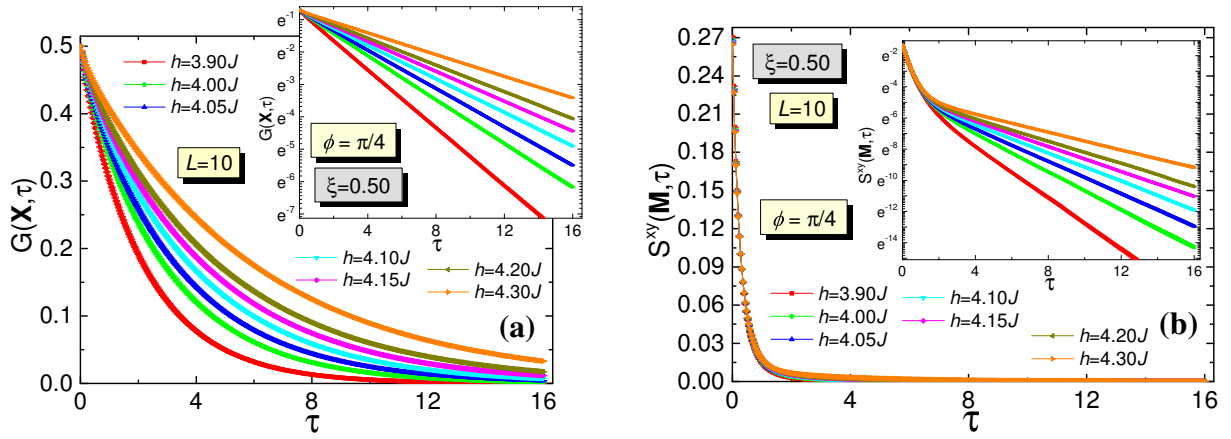 G(X,τ)
0.5
0.4
0.3
0.2
0.1
0.0
0
4
8
12
16
τ
h=3.90J
h=4.00J
h=4.05J
L=10
h=4.10J
h=4.15J
h=4.20J
h=4.30J
(a)
G(X,τ)
e⁻¹
e⁻²
e⁻³
e⁻⁴
e⁻⁵
e⁻⁶
e⁻⁷
0
4
8
12
16
τ
ϕ = π/4
ξ=0.50
Sˣʸ(M,τ)
0.27
0.24
0.21
0.18
0.15
0.12
0.09
0.06
0.03
0.00
0
4
8
12
16
τ
ξ=0.50
L=10
ϕ = π/4
h=3.90J
h=4.00J
h=4.05J
h=4.10J
h=4.15J
h=4.20J
h=4.30J
(b)
Sˣʸ(M,τ)
e⁻²
e⁻⁴
e⁻⁶
e⁻⁸
e⁻¹⁰
e⁻¹²
e⁻¹⁴
0
4
8
12
16
τ